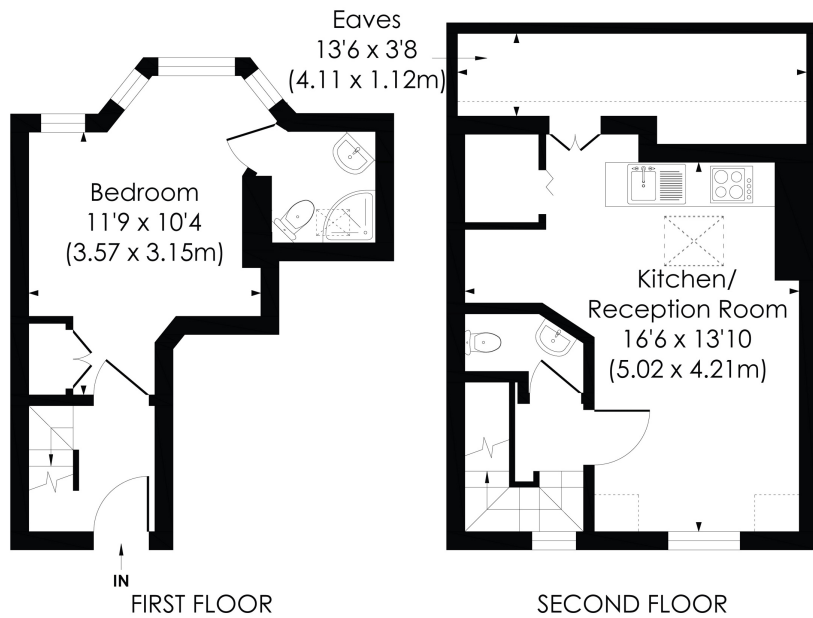 Eaves
13'6 x 3'8
(4.11 x 1.12m)
Bedroom
11'9 x 10'4
(3.57 x 3.15m)
Kitchen/
Reception Room
16'6 x 13'10
(5.02 x 4.21m)
IN
FIRST FLOOR
SECOND FLOOR